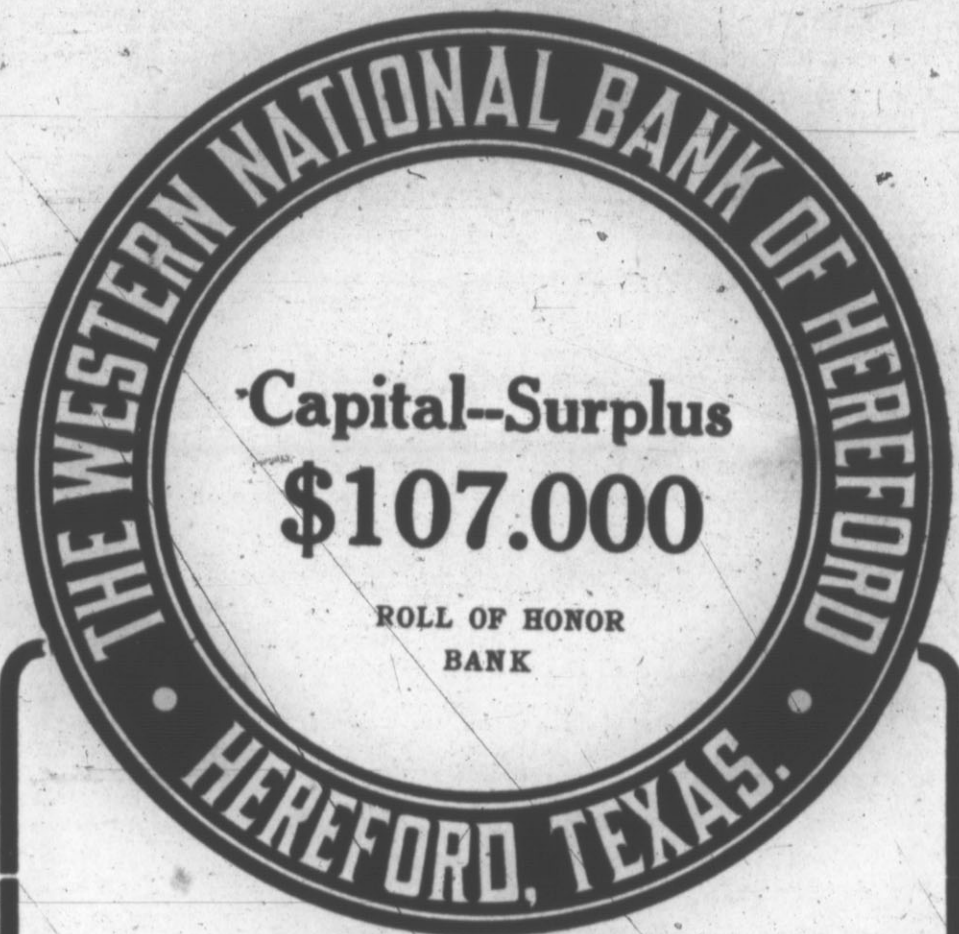 THE WESTERN NATIONAL BANK OF HEREFORD
Capital--Surplus
$107.000
ROLL OF HONOR
BANK
HEREFORD, TEXAS.